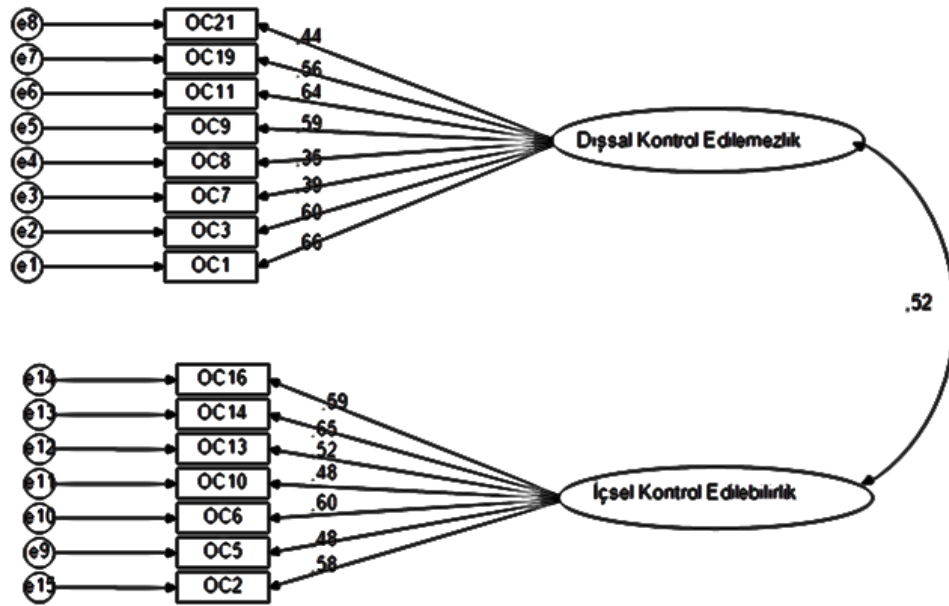 e8 OC21 .44
e7 OC19 .56
e6 OC11 .64
e5 OC9 .59
e4 OC8 .35
e3 OC7 .39
e2 OC3 .60
e1 OC1 .66
Dışsal Kontrol Edilemezlik
.52
e14 OC16 .59
e13 OC14 .65
e12 OC13 .52
e11 OC10 .48
e10 OC6 .60
e9 OC5 .48
e15 OC2 .58
İçsel Kontrol Edilebilirlik